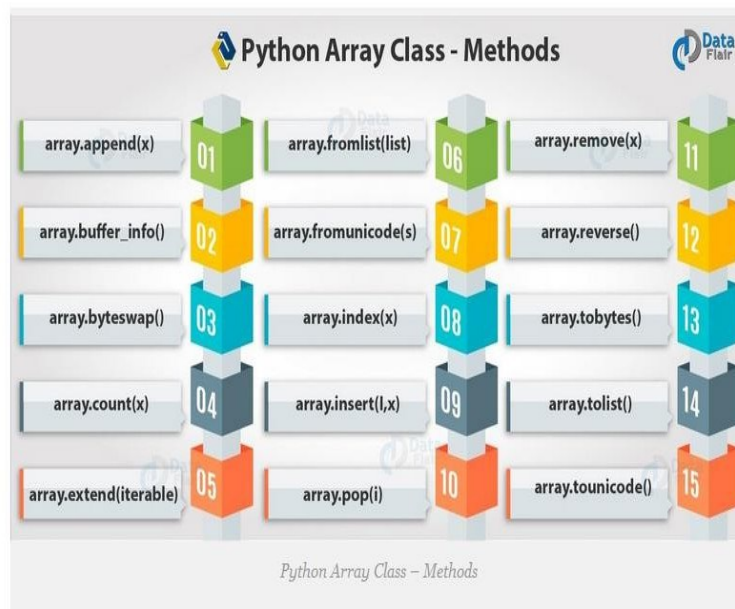 Python Array Class - Methods
Data
Flair
array.append(x)
01
array.buffer_info()
02
array.byteswap()
03
array.count(x)
04
array.extend(iterable)
05
array.fromlist(list)
06
array.fromunicode(s)
07
array.index(x)
08
array.insert(I,x)
09
array.pop(i)
10
array.remove(x)
11
array.reverse()
12
array.tobytes()
13
array.tolist()
14
array.tounicode()
15
Python Array Class – Methods